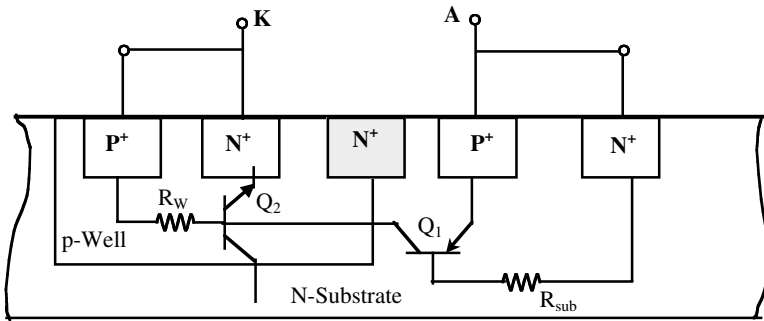 K
A
P+
N+
N+
P+
N+
RW
Q2
Q1
p-Well
N-Substrate
Rsub